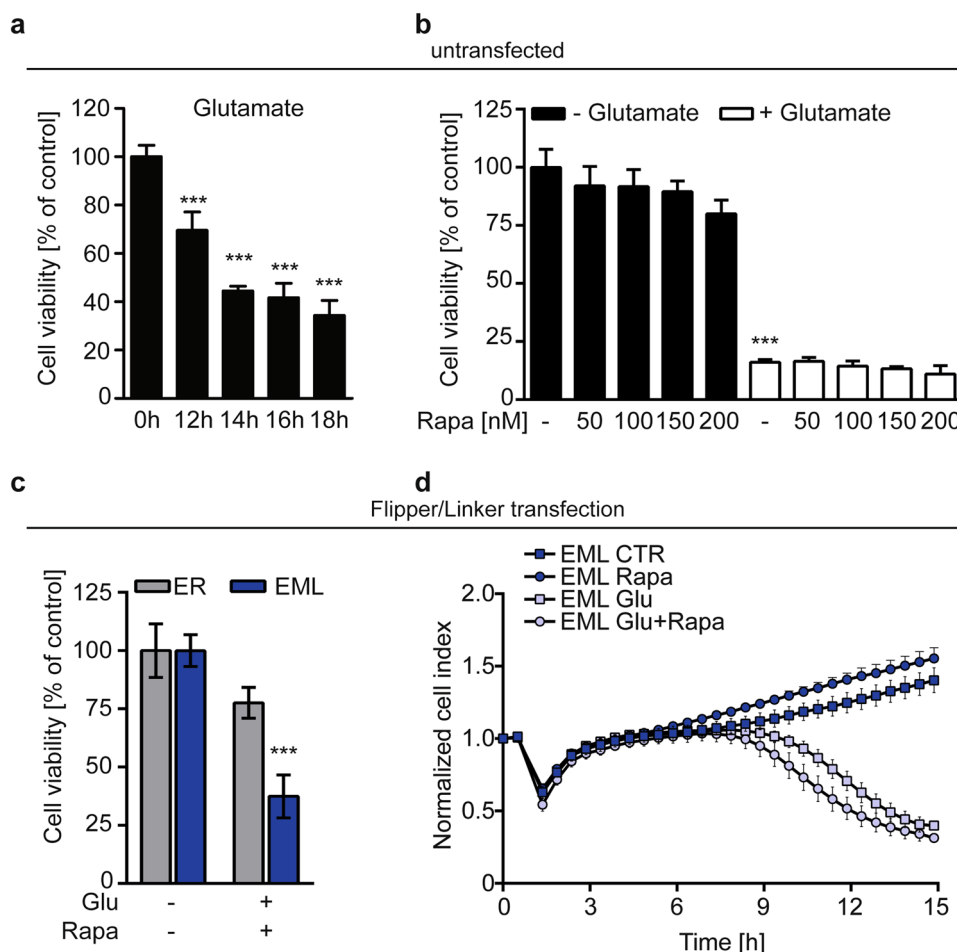 a
b
untransfected
Glutamate
Cell viability [% of control]
120
100
80
60
40
20
0
***
***
***
***
0h 12h 14h 16h 18h
- Glutamate + Glutamate
Cell viability [% of control]
125
100
75
25
0
***
Rapa [nM] - 50 100 150 200 - 50 100 150 200
c
d
Flipper/Linker transfection
ER EML
Cell viability [% of control]
125
100
75
50
25
0
***
Glu - +
Rapa - +
EML CTR
EML Rapa
EML Glu
EML Glu+Rapa
Normalized cell index
2.0
1.5
1.0
0.5
0
0 3 6 9 12 15
Time [h]